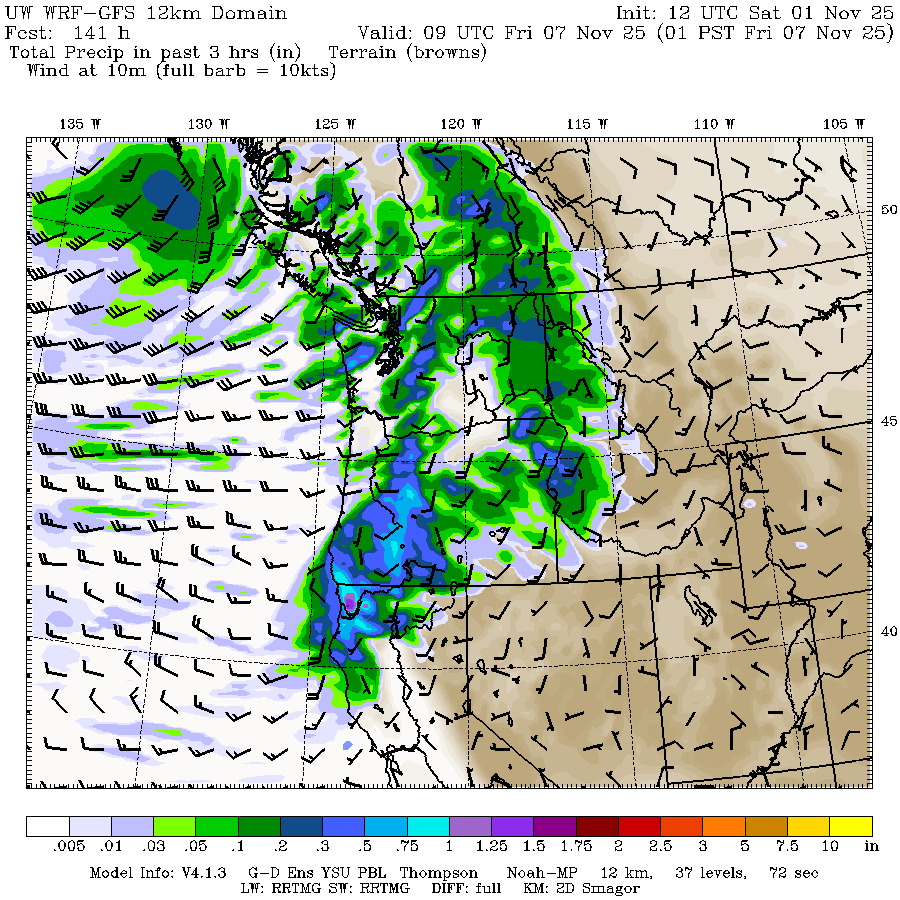 UW WRF-GFS 12km Domain Init: 12 UTC Sat 01 Nov 25
Fcst: 141 h Valid: 09 UTC Fri 07 Nov 25 (01 PST Fri 07 Nov 25)
Total Precip in past 3 hrs (in) Terrain (browns)
Wind at 10m (full barb = 10kts)
135 W 130 W 125 W 120 W 115 W 110 W 105 W
50
45
40
.005 .01 .03 .05 .1 .2 .3 .5 .75 1 1.25 1.5 1.75 2 2.5 3 5 7.5 10 in
Model Info: V4.1.3 G-D Ens YSU PBL Thompson Noah-MP 12 km, 37 levels, 72 sec
LW: RRTMG SW: RRTMG DIFF: full KM: 2D Smagor